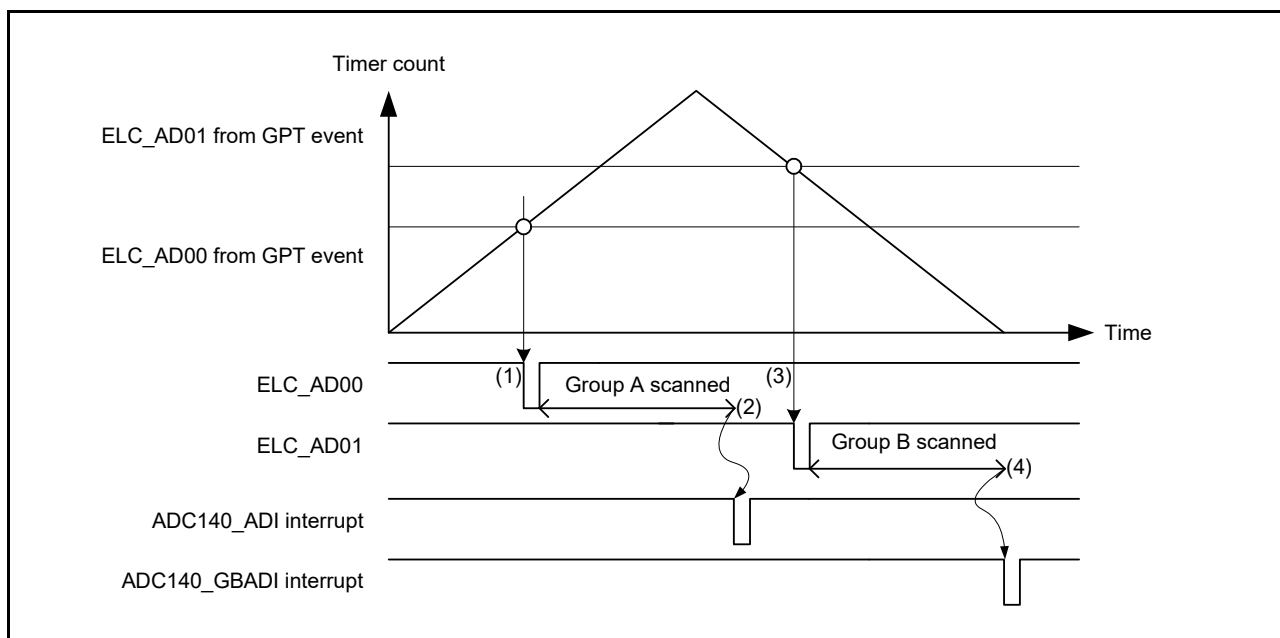 Timer count
ELC_AD01 from GPT event
ELC_AD00 from GPT event
Time
ELC_AD00
(1)
Group A scanned
(2)
(3)
ELC_AD01
Group B scanned
(4)
ADC140_ADI interrupt
ADC140_GBADI interrupt